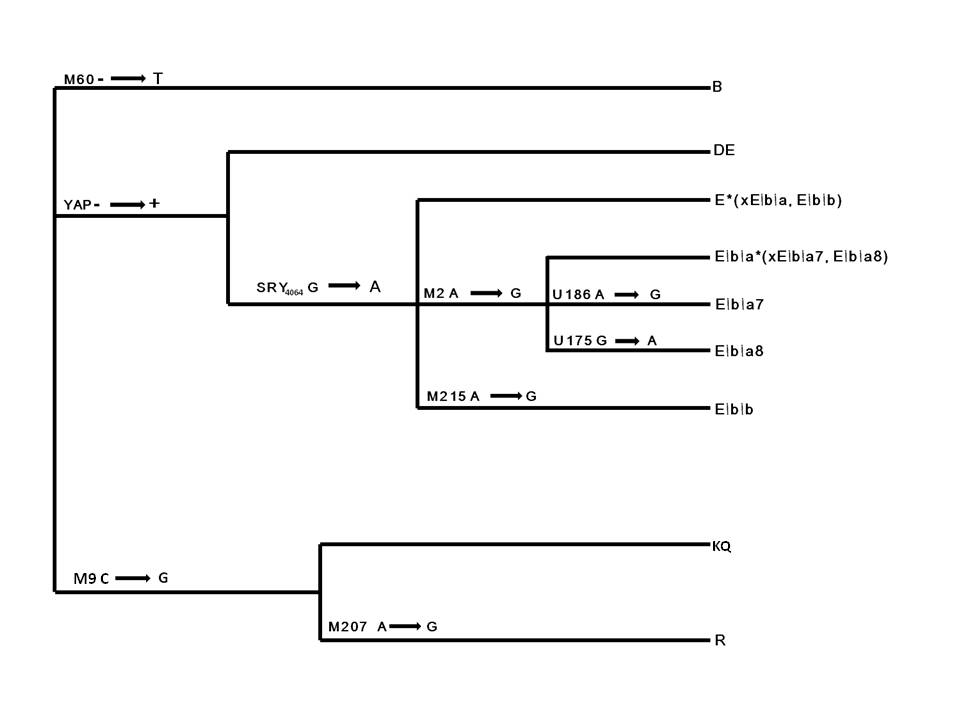 M60 - → T
B
DE
YAP - → +
E*(xE|b|a, E|b|b)
E|b|a*(xE|b|a7, E|b|a8)
SRY4064 G → A
M2 A → G
U186 A → G
E|b|a7
U175 G → A
E|b|a8
M215 A → G
E|b|b
KQ
M9 C → G
M207 A → G
R